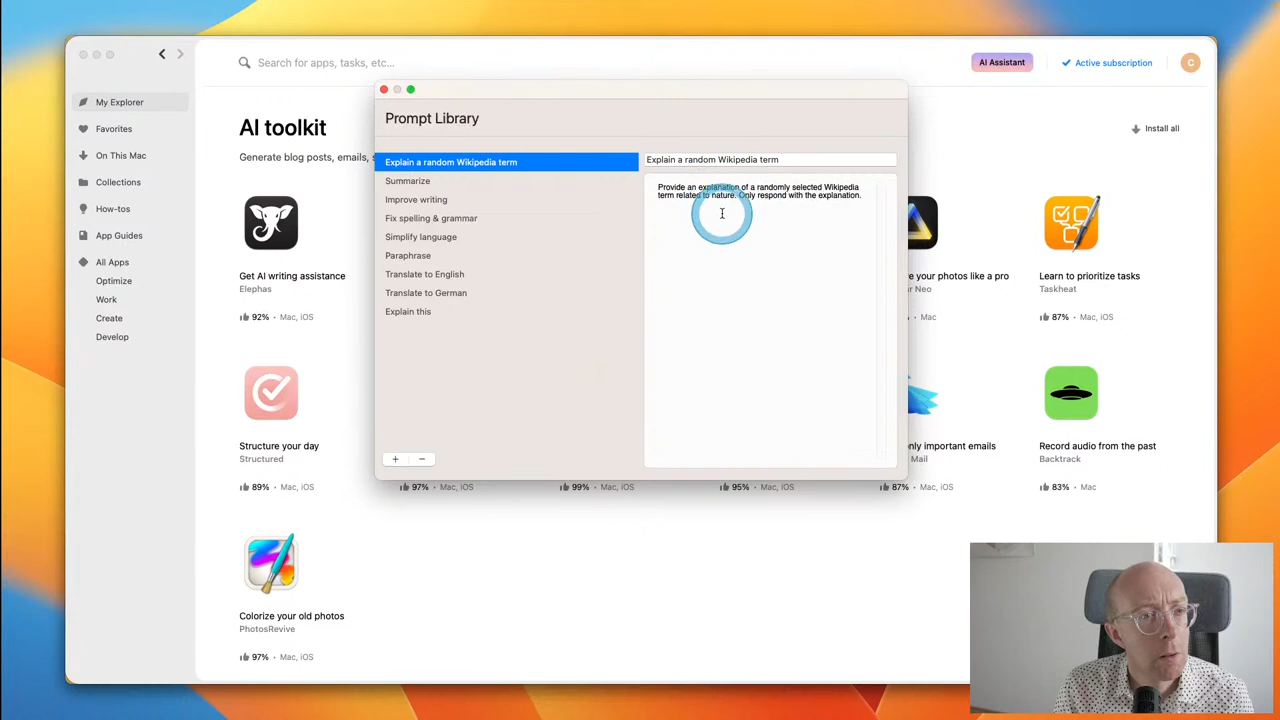 Search for apps, tasks, etc...
AI Assistant
Active subscription
C
My Explorer
Favorites
On This Mac
Collections
How-tos
App Guides
All Apps
Optimize
Work
Create
Develop
AI toolkit
Install all
Generate blog posts, emails, s
Prompt Library
Explain a random Wikipedia term
Summarize
Improve writing
Fix spelling & grammar
Simplify language
Paraphrase
Translate to English
Translate to German
Explain this
+ −
Explain a random Wikipedia term
Provide an explanation of a randomly selected Wikipedia
term related to nature. Only respond with the explanation.
Get AI writing assistance
Elephas
92% • Mac, iOS
e your photos like a pro
ar Neo
• Mac
Learn to prioritize tasks
Taskheat
87% • Mac, iOS
Structure your day
Structured
89% • Mac, iOS
97% • Mac, iOS
99% • Mac, iOS
95% • Mac, iOS
only important emails
Mail
87% • Mac, iOS
Record audio from the past
Backtrack
83% • Mac
Colorize your old photos
PhotosRevive
97% • Mac, iOS